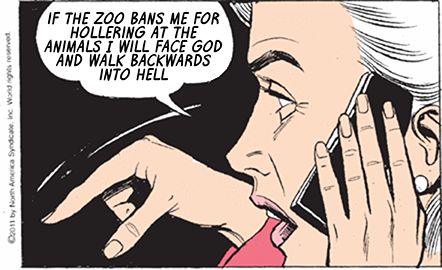 IF THE ZOO BANS ME FOR
HOLLERING AT THE
ANIMALS I WILL FACE GOD
AND WALK BACKWARDS
INTO HELL
©2011 by North America Syndicate, Inc. World rights reserved.